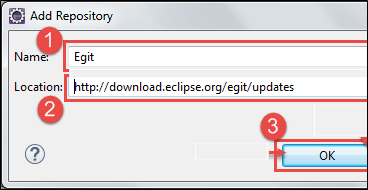 Add Repository
1
Name: Egit
Location: http://download.eclipse.org/egit/updates
2
3
? OK